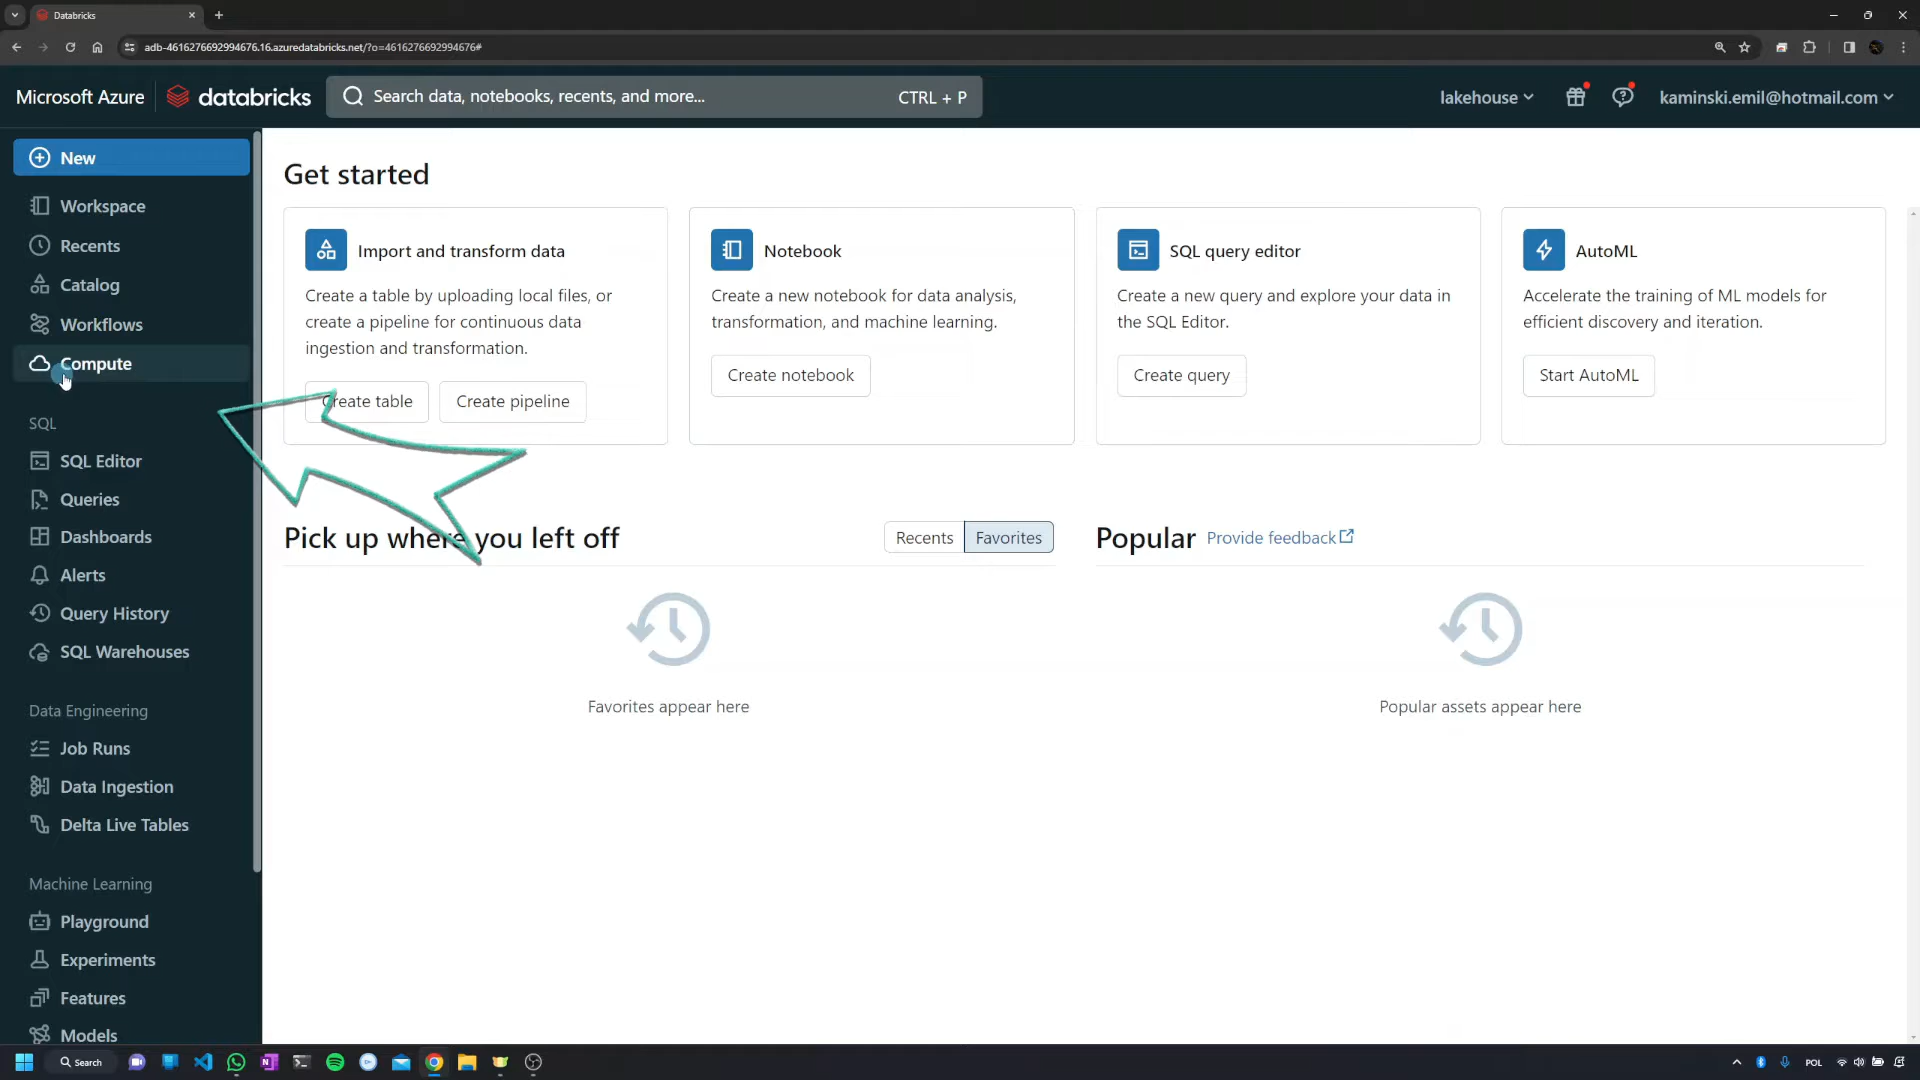 Databricks
adb-4616276692994676.16.azuredatabricks.net/?o=4616276692994676#
Microsoft Azure
databricks
Search data, notebooks, recents, and more...
CTRL + P
lakehouse
kaminski.emil@hotmail.com
New
Workspace
Recents
Catalog
Workflows
Compute
SQL
SQL Editor
Queries
Dashboards
Alerts
Query History
SQL Warehouses
Data Engineering
Job Runs
Data Ingestion
Delta Live Tables
Machine Learning
Playground
Experiments
Features
Models
Get started
Import and transform data
Create a table by uploading local files, or
create a pipeline for continuous data
ingestion and transformation.
Create table
Create pipeline
Notebook
Create a new notebook for data analysis,
transformation, and machine learning.
Create notebook
SQL query editor
Create a new query and explore your data in
the SQL Editor.
Create query
AutoML
Accelerate the training of ML models for
efficient discovery and iteration.
Start AutoML
Pick up where you left off
Recents
Favorites
Favorites appear here
Popular
Provide feedback
Popular assets appear here
Search
POL